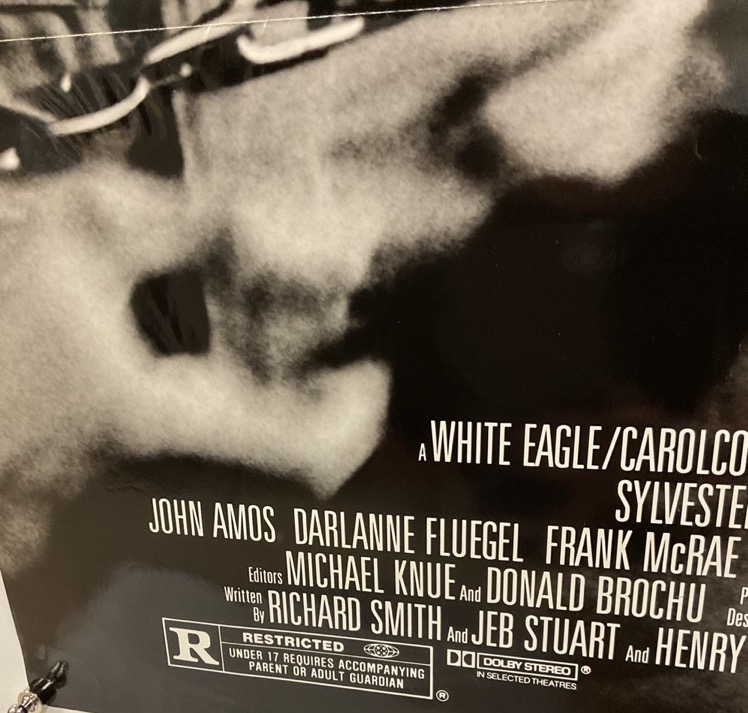 A WHITE EAGLE/CAROLCO
SYLVESTE
JOHN AMOS DARLANNE FLUEGEL FRANK McRAE
Editors MICHAEL KNUE And DONALD BROCHU P
Des
Written By RICHARD SMITH And JEB STUART And HENRY
R RESTRICTED
UNDER 17 REQUIRES ACCOMPANYING
PARENT OR ADULT GUARDIAN
®
DOLBY STEREO ®
IN SELECTED THEATRES